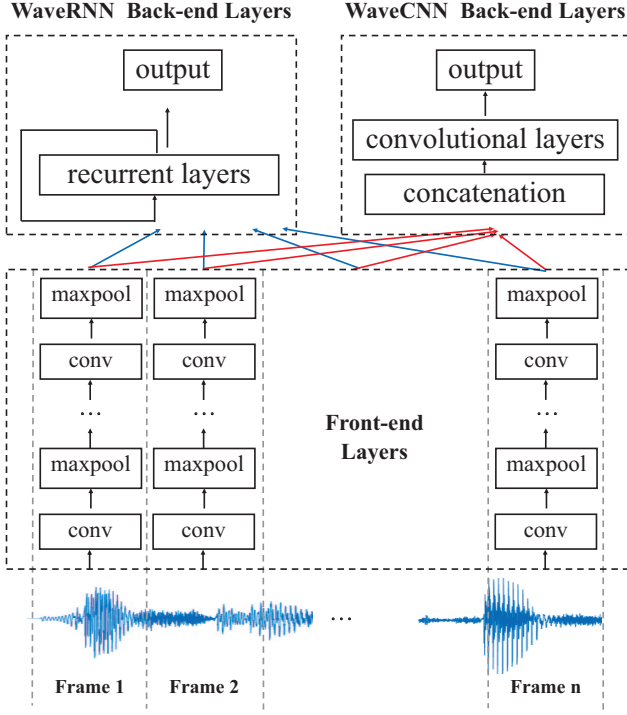 WaveRNN Back-end Layers
WaveCNN Back-end Layers
output
recurrent layers
output
convolutional layers
concatenation
maxpool
maxpool
maxpool
conv
conv
conv
...
...
...
Front-end
Layers
maxpool
maxpool
maxpool
conv
conv
conv
...
Frame 1
Frame 2
Frame n